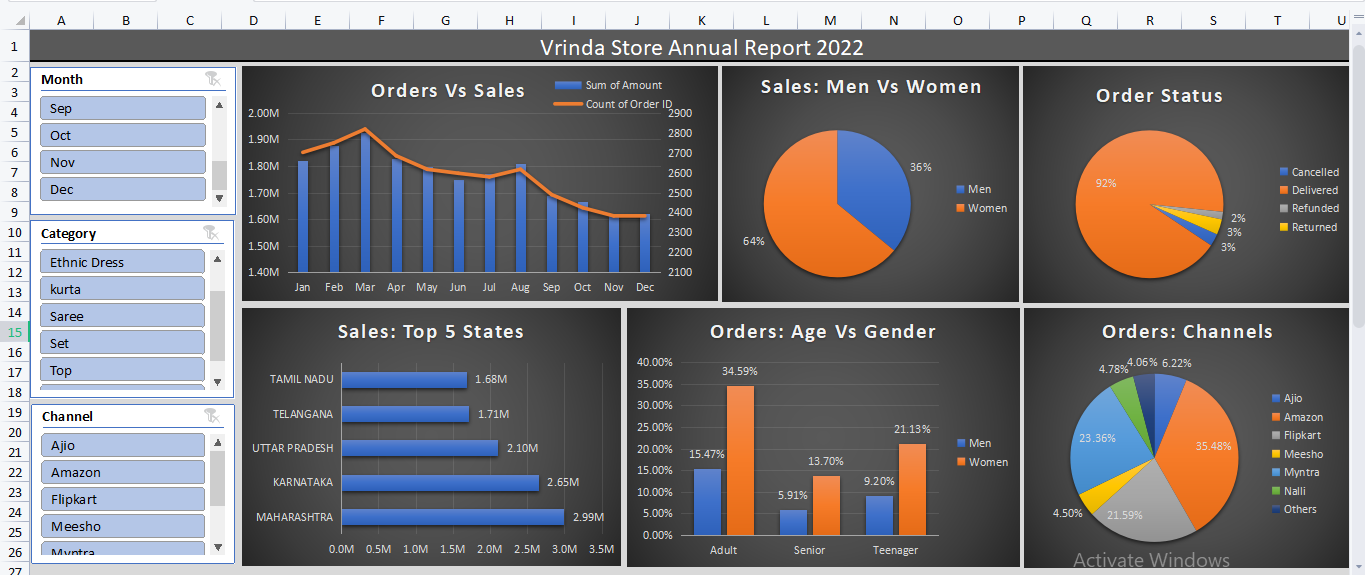 A B C D E F G H I J K L M N O P Q R S T U
1
2
3
4
5
6
7
8
9
10
11
12
13
14
15
16
17
18
19
20
21
22
23
24
25
26
27
Vrinda Store Annual Report 2022
Month
Sep
Oct
Nov
Dec
Category
Ethnic Dress
kurta
Saree
Set
Top
Channel
Ajio
Amazon
Flipkart
Meesho
Myntra
Orders Vs Sales
Sum of Amount
Count of Order ID
2.00M
1.90M
1.80M
1.70M
1.60M
1.50M
1.40M
2900
2800
2700
2600
2500
2400
2300
2200
2100
Jan Feb Mar Apr May Jun Jul Aug Sep Oct Nov Dec
Sales: Men Vs Women
36%
64%
Men
Women
Order Status
92%
2%
3%
3%
Cancelled
Delivered
Refunded
Returned
Sales: Top 5 States
TAMIL NADU 1.68M
TELANGANA 1.71M
UTTAR PRADESH 2.10M
KARNATAKA 2.65M
MAHARASHTRA 2.99M
0.0M 0.5M 1.0M 1.5M 2.0M 2.5M 3.0M 3.5M
Orders: Age Vs Gender
40.00%
35.00%
30.00%
25.00%
20.00%
15.00%
10.00%
5.00%
0.00%
15.47%
34.59%
5.91%
13.70%
9.20%
21.13%
Adult Senior Teenager
Men
Women
Orders: Channels
4.78% 4.06% 6.22%
23.36%
35.48%
4.50%
21.59%
Ajio
Amazon
Flipkart
Meesho
Myntra
Nalli
Others
Activate Windows